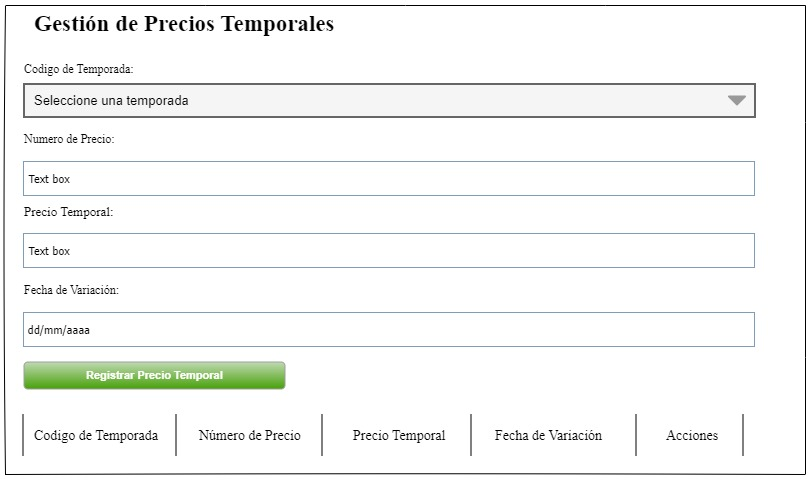 Gestión de Precios Temporales
Codigo de Temporada:
Seleccione una temporada
Numero de Precio:
Text box
Precio Temporal:
Text box
Fecha de Variación:
dd/mm/aaaa
Registrar Precio Temporal
Codigo de Temporada Número de Precio Precio Temporal Fecha de Variación Acciones